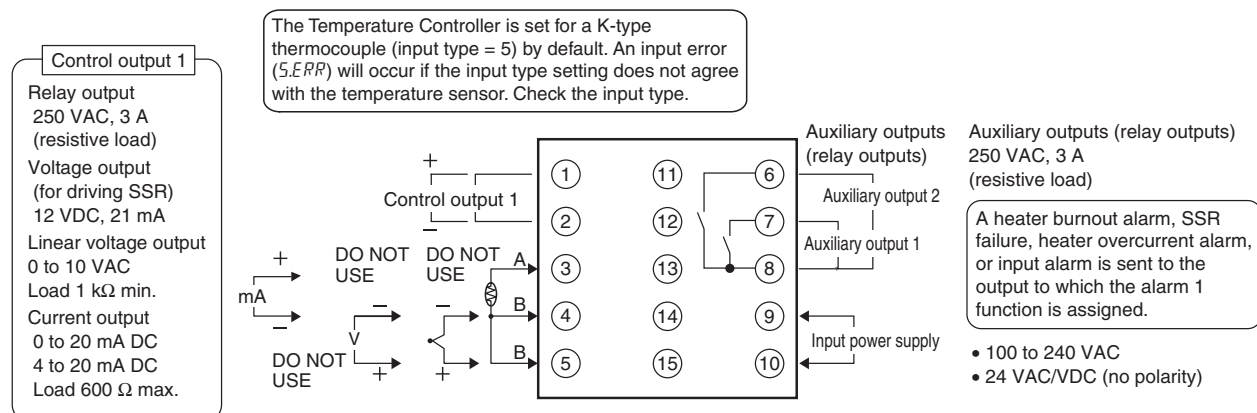 The Temperature Controller is set for a K-type
thermocouple (input type = 5) by default. An input error
(S.ERR) will occur if the input type setting does not agree
with the temperature sensor. Check the input type.
Control output 1
Relay output
250 VAC, 3 A
(resistive load)
Voltage output
(for driving SSR)
12 VDC, 21 mA
Linear voltage output
0 to 10 VAC
Load 1 kΩ min.
Current output
0 to 20 mA DC
4 to 20 mA DC
Load 600 Ω max.
+
Control output 1
−
DO NOT
USE
DO NOT
USE
+
mA
−
−
V
+
DO NOT
USE
−
+
A
B
B
1
2
3
4
5
11
12
13
14
15
6
7
8
9
10
Auxiliary outputs
(relay outputs)
Auxiliary output 2
Auxiliary output 1
Input power supply
Auxiliary outputs (relay outputs)
250 VAC, 3 A
(resistive load)
A heater burnout alarm, SSR
failure, heater overcurrent alarm,
or input alarm is sent to the
output to which the alarm 1
function is assigned.
• 100 to 240 VAC
• 24 VAC/VDC (no polarity)